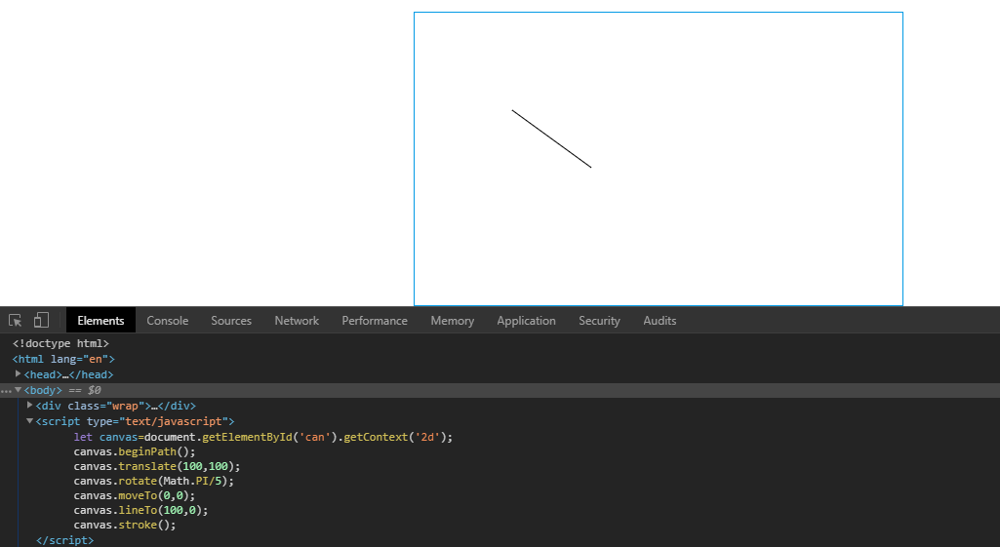 Elements Console Sources Network Performance Memory Application Security Audits
<!doctype html>
<html lang="en">
<head>…</head>
<body> == $0
<div class="wrap">…</div>
<script type="text/javascript">
let canvas=document.getElementById('can').getContext('2d');
canvas.beginPath();
canvas.translate(100,100);
canvas.rotate(Math.PI/5);
canvas.moveTo(0,0);
canvas.lineTo(100,0);
canvas.stroke();
</script>